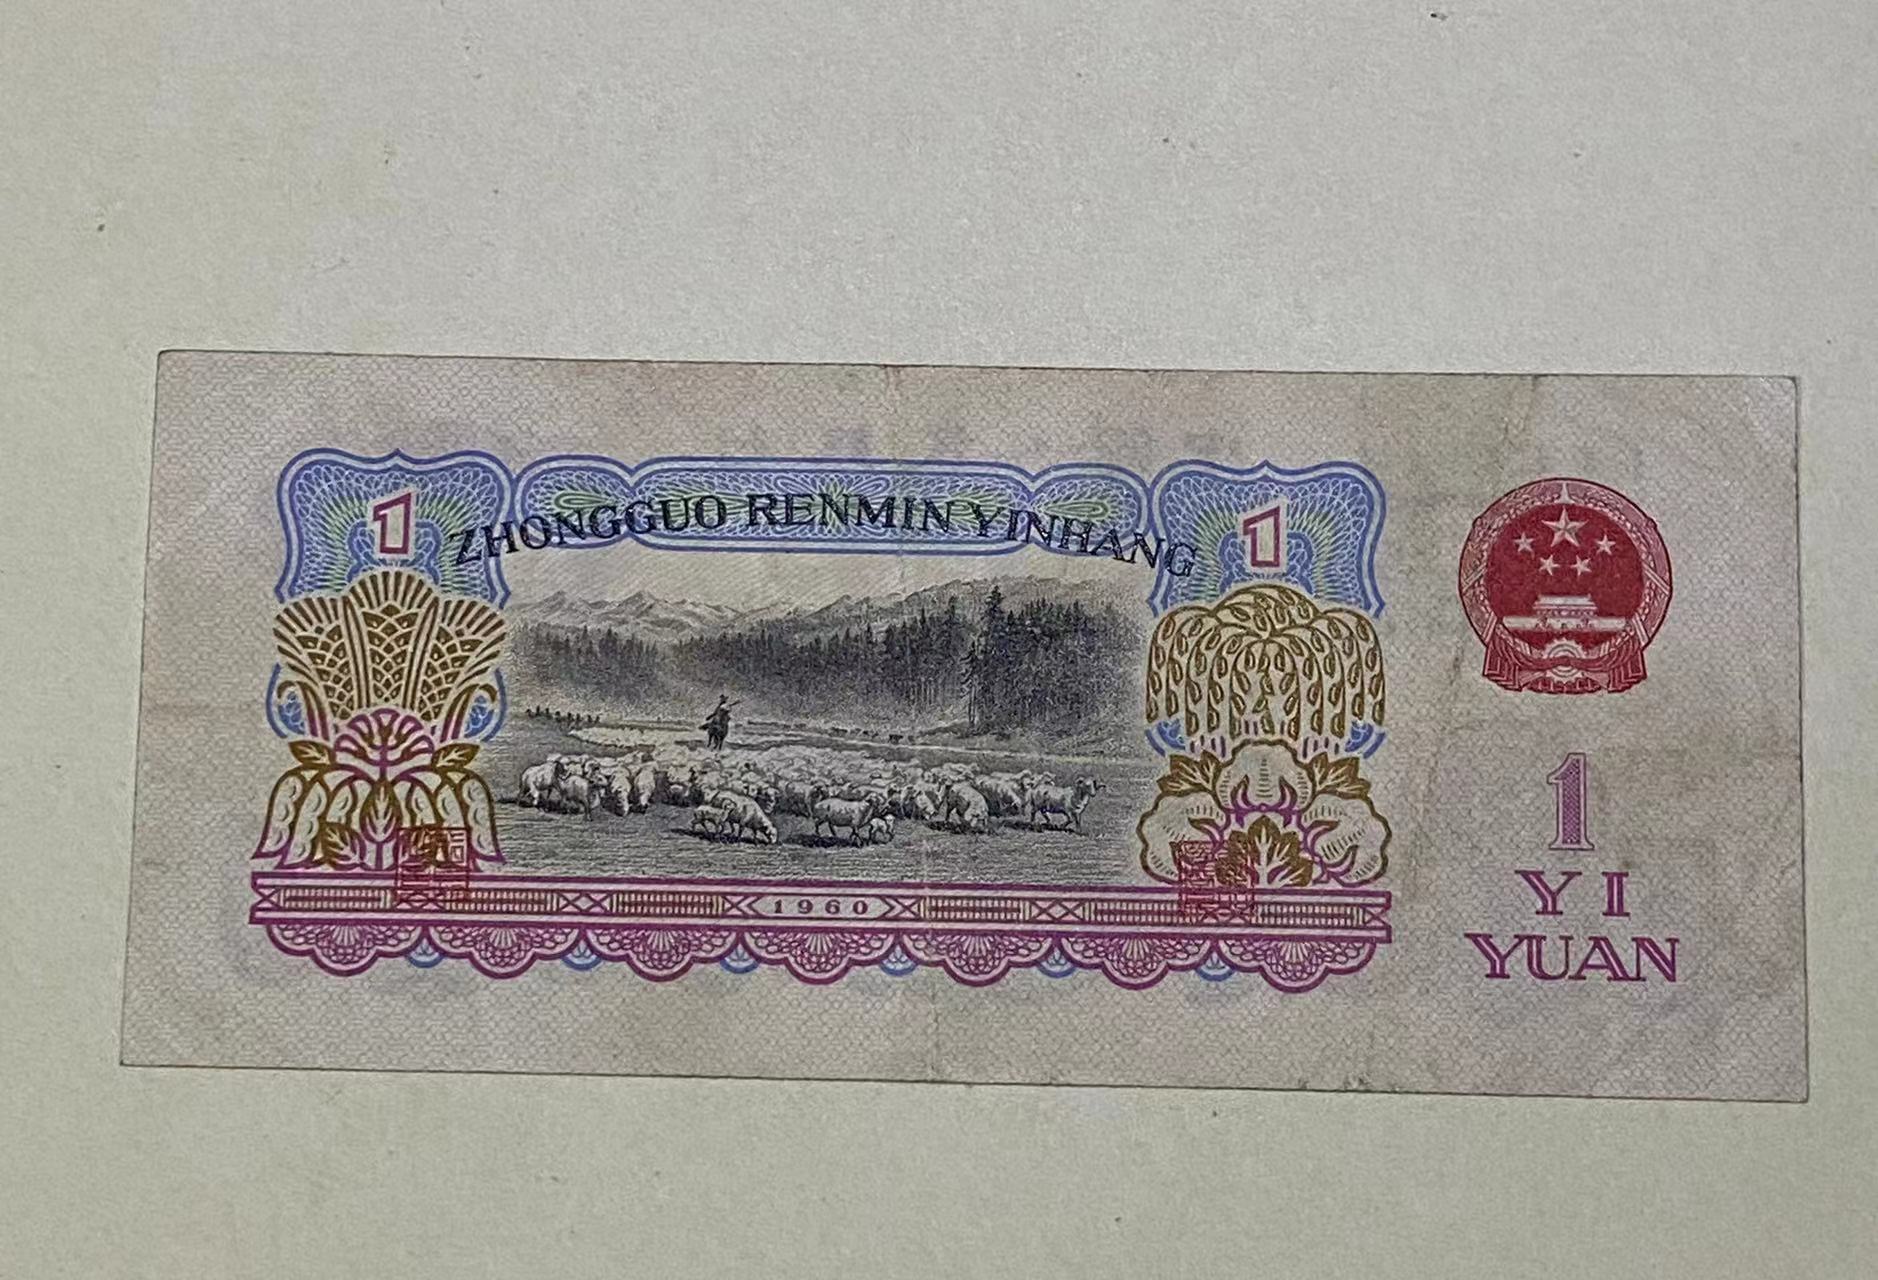 1
ZHONGGUO RENMIN YINHANG
1
1960
1
YI
YUAN